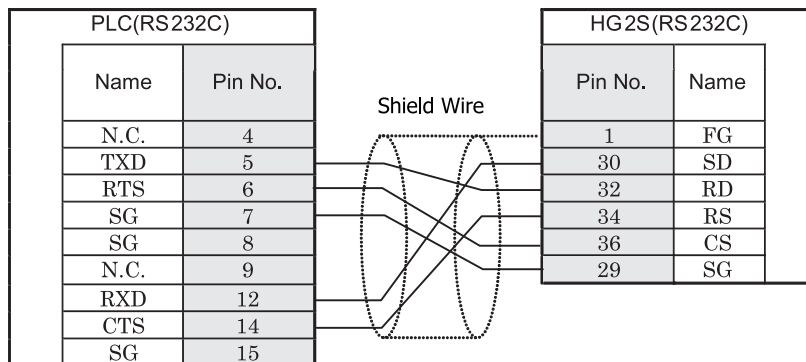 PLC(RS232C)
Name Pin No.
N.C. 4
TXD 5
RTS 6
SG 7
SG 8
N.C. 9
RXD 12
CTS 14
SG 15
Shield Wire
HG2S(RS232C)
Pin No. Name
1 FG
30 SD
32 RD
34 RS
36 CS
29 SG